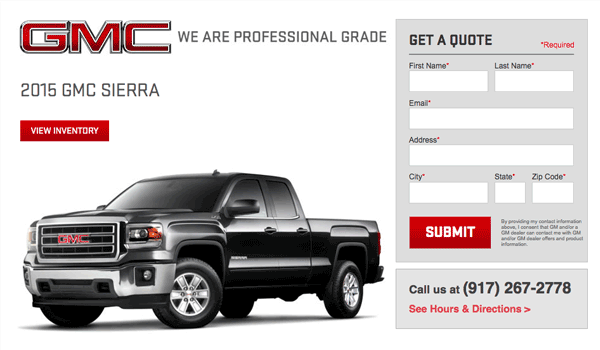 GMC WE ARE PROFESSIONAL GRADE
2015 GMC SIERRA
VIEW INVENTORY
GMC
SIERRA
GET A QUOTE
*Required
First Name* Last Name*
Email*
Address*
City* State* Zip Code*
SUBMIT
By providing my contact information
above, I consent that GM and/or a
GM dealer can contact me with GM
and/or GM dealer offers and product
information.
Call us at (917) 267-2778
See Hours & Directions >